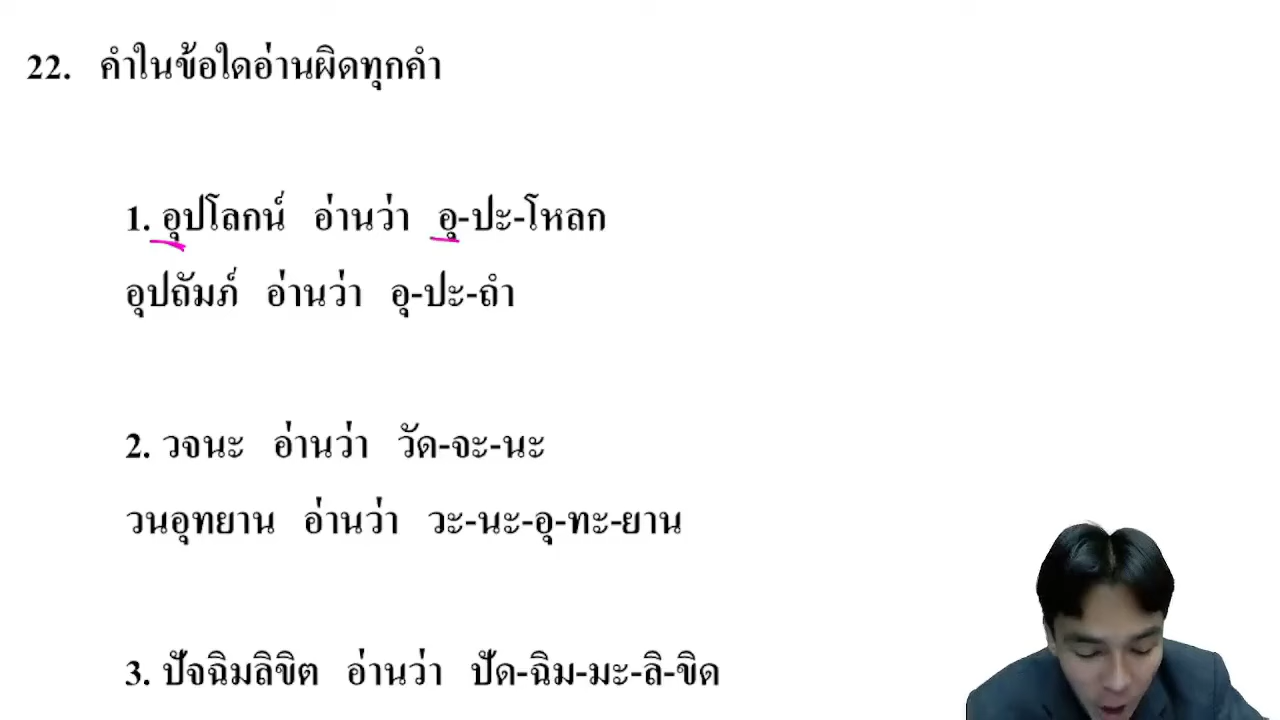 22. คำในข้อใดอ่านผิดทุกคำ
1. อุปโลกน์ อ่านว่า อุ-ปะ-โหลก
อุปถัมภ์ อ่านว่า อุ-ปะ-ถำ
2. วจนะ อ่านว่า วัด-จะ-นะ
วนอุทยาน อ่านว่า วะ-นะ-อุ-ทะ-ยาน
3. ปัจฉิมลิขิต อ่านว่า ปัด-ฉิม-มะ-ลิ-ขิด